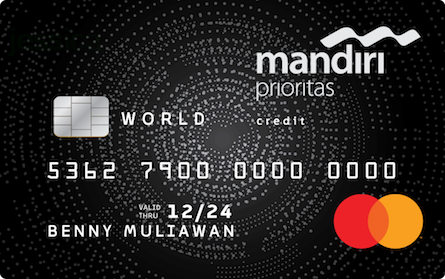 mandiri
prioritas
WORLD
credit
5362 7900 0000 0000
VALID
THRU 12/24
BENNY MULIAWAN